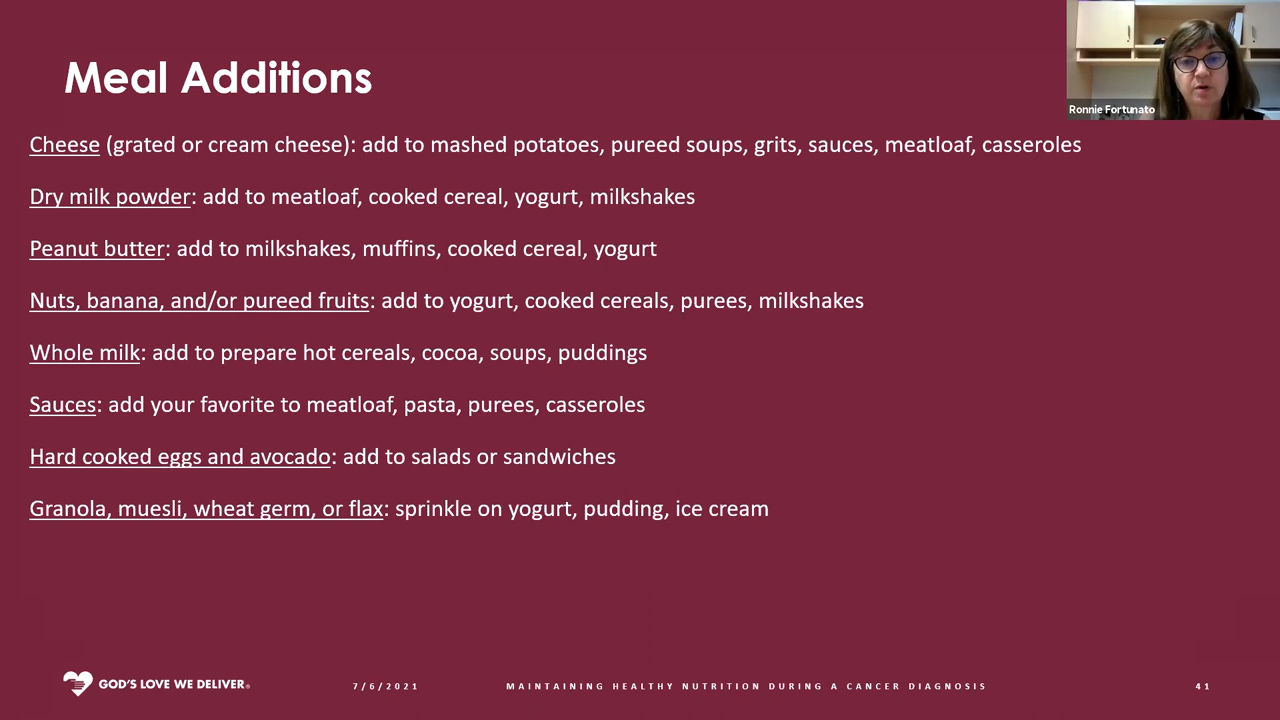 Meal Additions
Ronnie Fortunato
Cheese (grated or cream cheese): add to mashed potatoes, pureed soups, grits, sauces, meatloaf, casseroles
Dry milk powder: add to meatloaf, cooked cereal, yogurt, milkshakes
Peanut butter: add to milkshakes, muffins, cooked cereal, yogurt
Nuts, banana, and/or pureed fruits: add to yogurt, cooked cereals, purees, milkshakes
Whole milk: add to prepare hot cereals, cocoa, soups, puddings
Sauces: add your favorite to meatloaf, pasta, purees, casseroles
Hard cooked eggs and avocado: add to salads or sandwiches
Granola, muesli, wheat germ, or flax: sprinkle on yogurt, pudding, ice cream
GOD'S LOVE WE DELIVER®
7/6/2021
MAINTAINING HEALTHY NUTRITION DURING A CANCER DIAGNOSIS
41